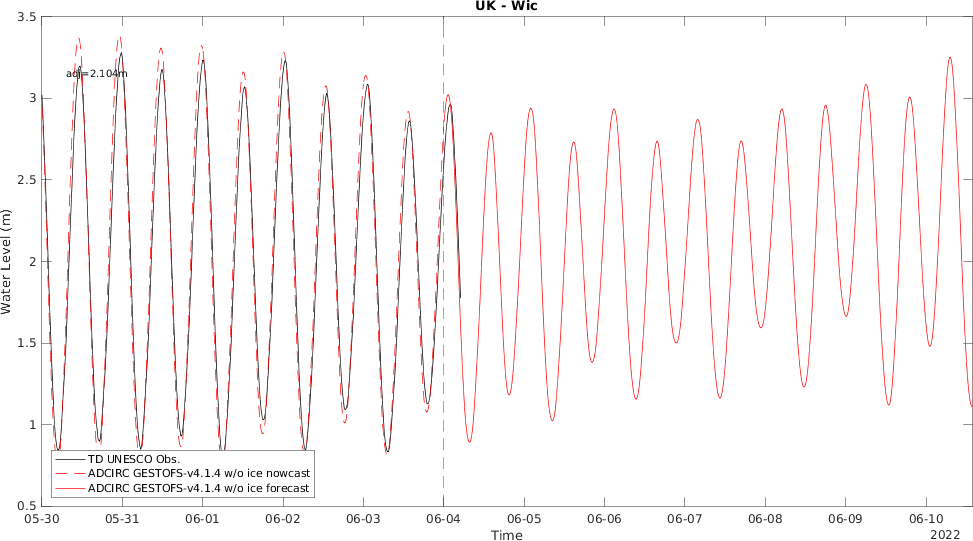 UK - Wic
3.5
3
2.5
2
1.5
1
0.5
Water Level (m)
adj=2.104m
TD UNESCO Obs.
ADCIRC GESTOFS-v4.1.4 w/o ice nowcast
ADCIRC GESTOFS-v4.1.4 w/o ice forecast
05-30 05-31 06-01 06-02 06-03 06-04 06-05 06-06 06-07 06-08 06-09 06-10
2022
Time